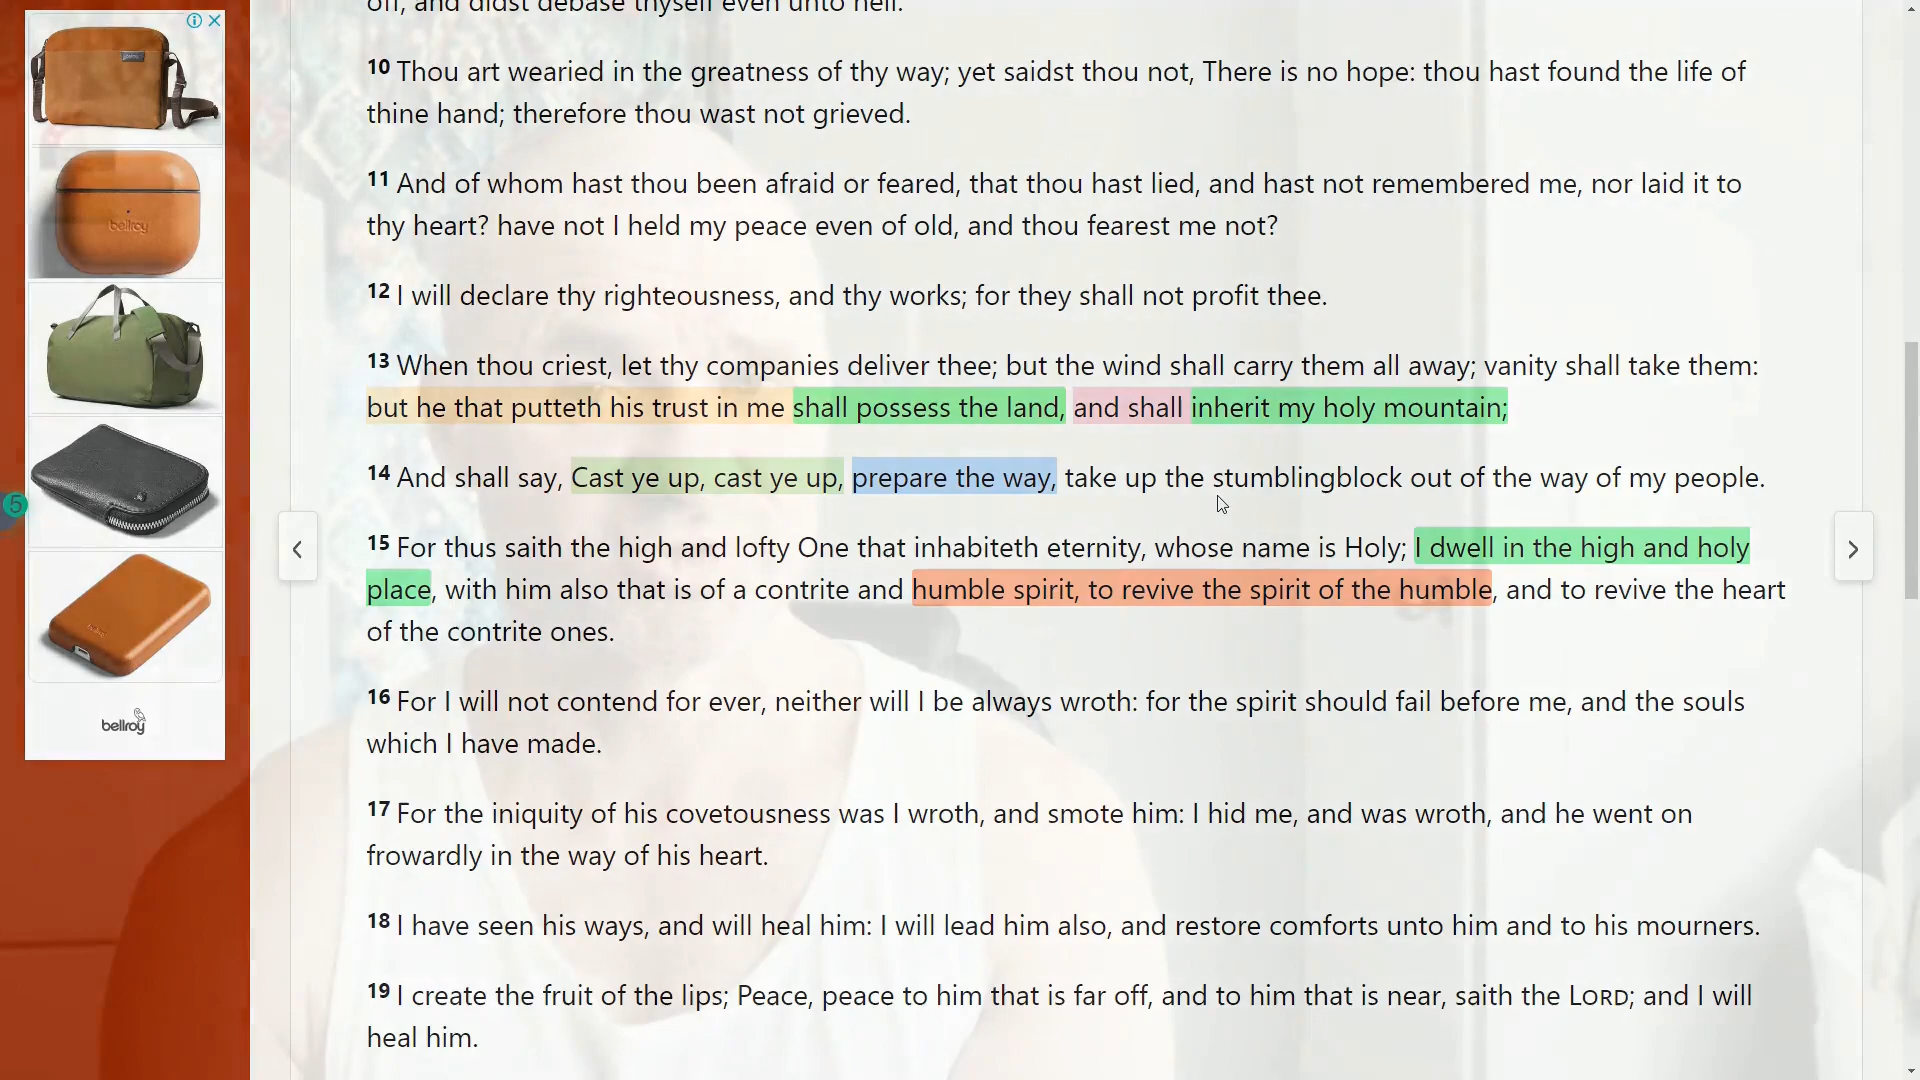 off, and didst debase thyself even unto hell.
10 Thou art wearied in the greatness of thy way; yet saidst thou not, There is no hope: thou hast found the life of
thine hand; therefore thou wast not grieved.
11 And of whom hast thou been afraid or feared, that thou hast lied, and hast not remembered me, nor laid it to
thy heart? have not I held my peace even of old, and thou fearest me not?
12 I will declare thy righteousness, and thy works; for they shall not profit thee.
13 When thou criest, let thy companies deliver thee; but the wind shall carry them all away; vanity shall take them:
but he that putteth his trust in me shall possess the land, and shall inherit my holy mountain;
14 And shall say, Cast ye up, cast ye up, prepare the way, take up the stumblingblock out of the way of my people.
15 For thus saith the high and lofty One that inhabiteth eternity, whose name is Holy; I dwell in the high and holy
place, with him also that is of a contrite and humble spirit, to revive the spirit of the humble, and to revive the heart
of the contrite ones.
16 For I will not contend for ever, neither will I be always wroth: for the spirit should fail before me, and the souls
which I have made.
17 For the iniquity of his covetousness was I wroth, and smote him: I hid me, and was wroth, and he went on
frowardly in the way of his heart.
18 I have seen his ways, and will heal him: I will lead him also, and restore comforts unto him and to his mourners.
19 I create the fruit of the lips; Peace, peace to him that is far off, and to him that is near, saith the LORD; and I will
heal him.
bellroy
5
bellroy